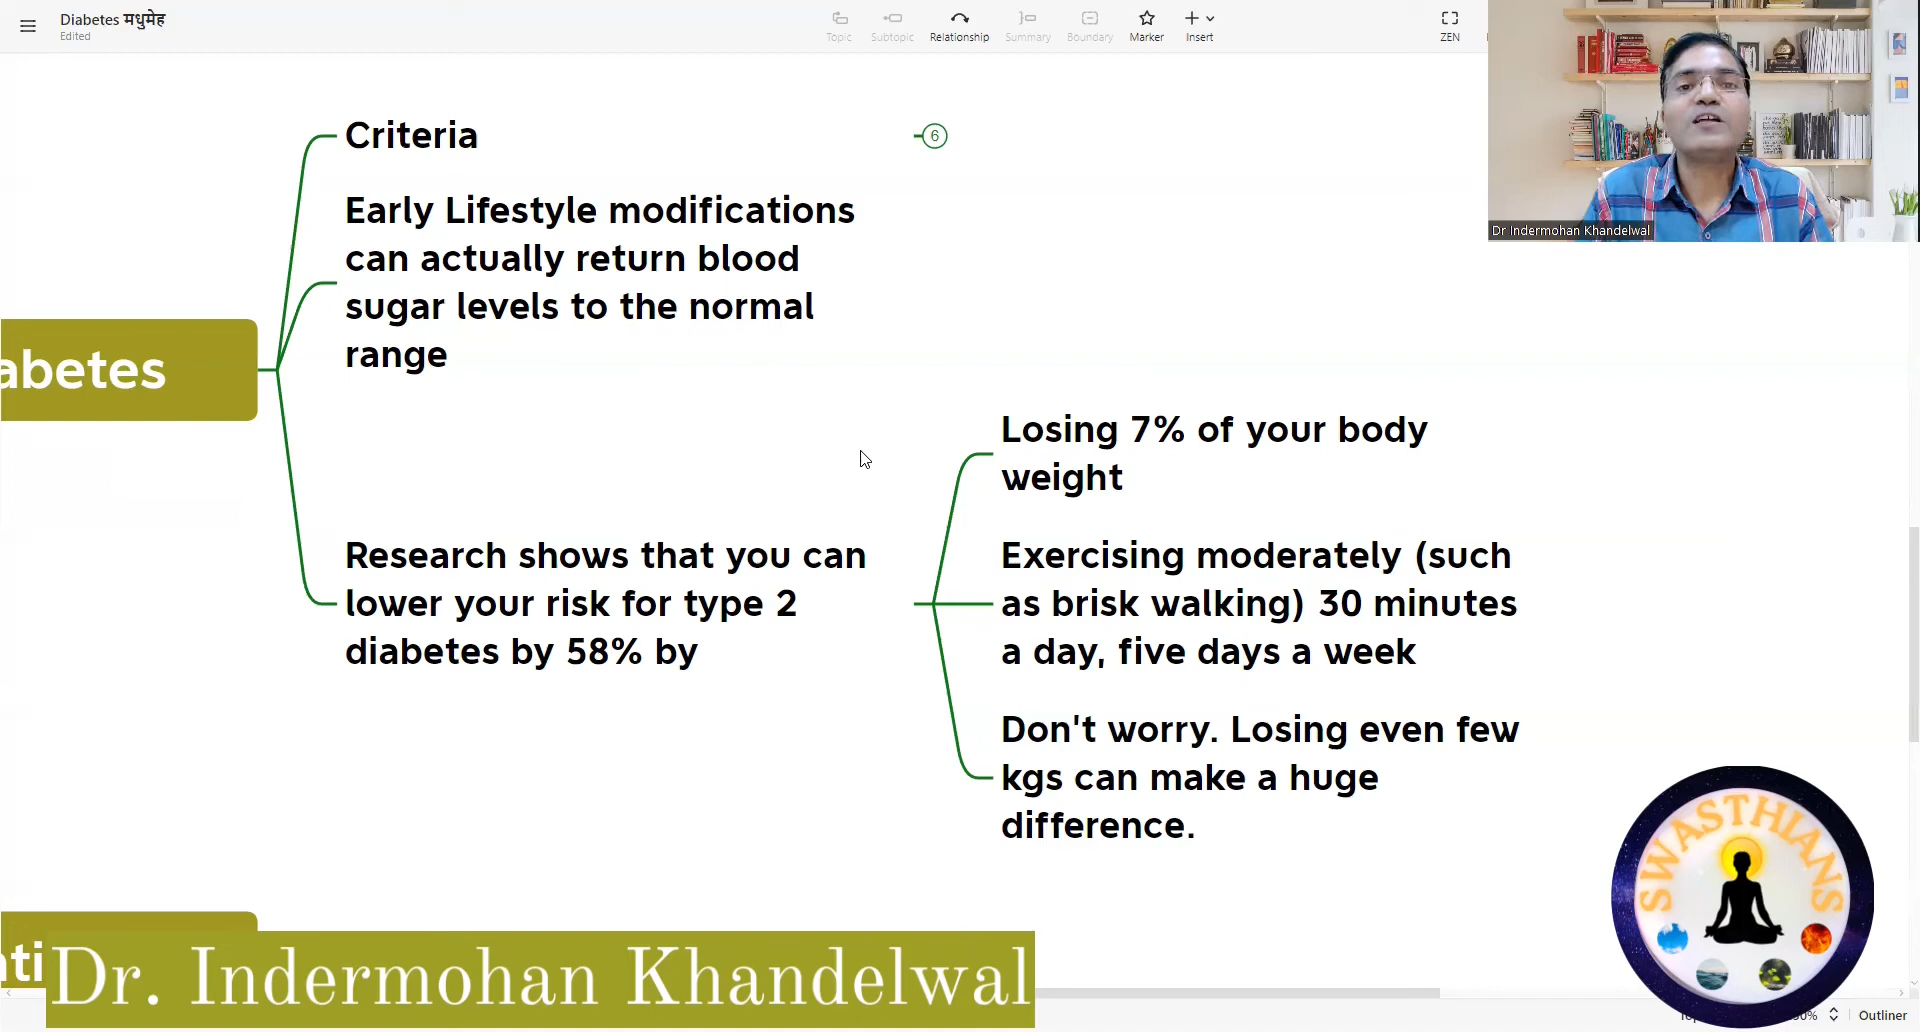 Diabetes मधुमेह
Edited
Topic
Subtopic
Relationship
Summary
Boundary
Marker
Insert
ZEN
Dr Indermohan Khandelwal
Criteria
6
Early Lifestyle modifications
can actually return blood
sugar levels to the normal
range
abetes
Research shows that you can
lower your risk for type 2
diabetes by 58% by
Losing 7% of your body
weight
Exercising moderately (such
as brisk walking) 30 minutes
a day, five days a week
Don't worry. Losing even few
kgs can make a huge
difference.
SWASTHIANS
ati
Dr. Indermohan Khandelwal
Outliner